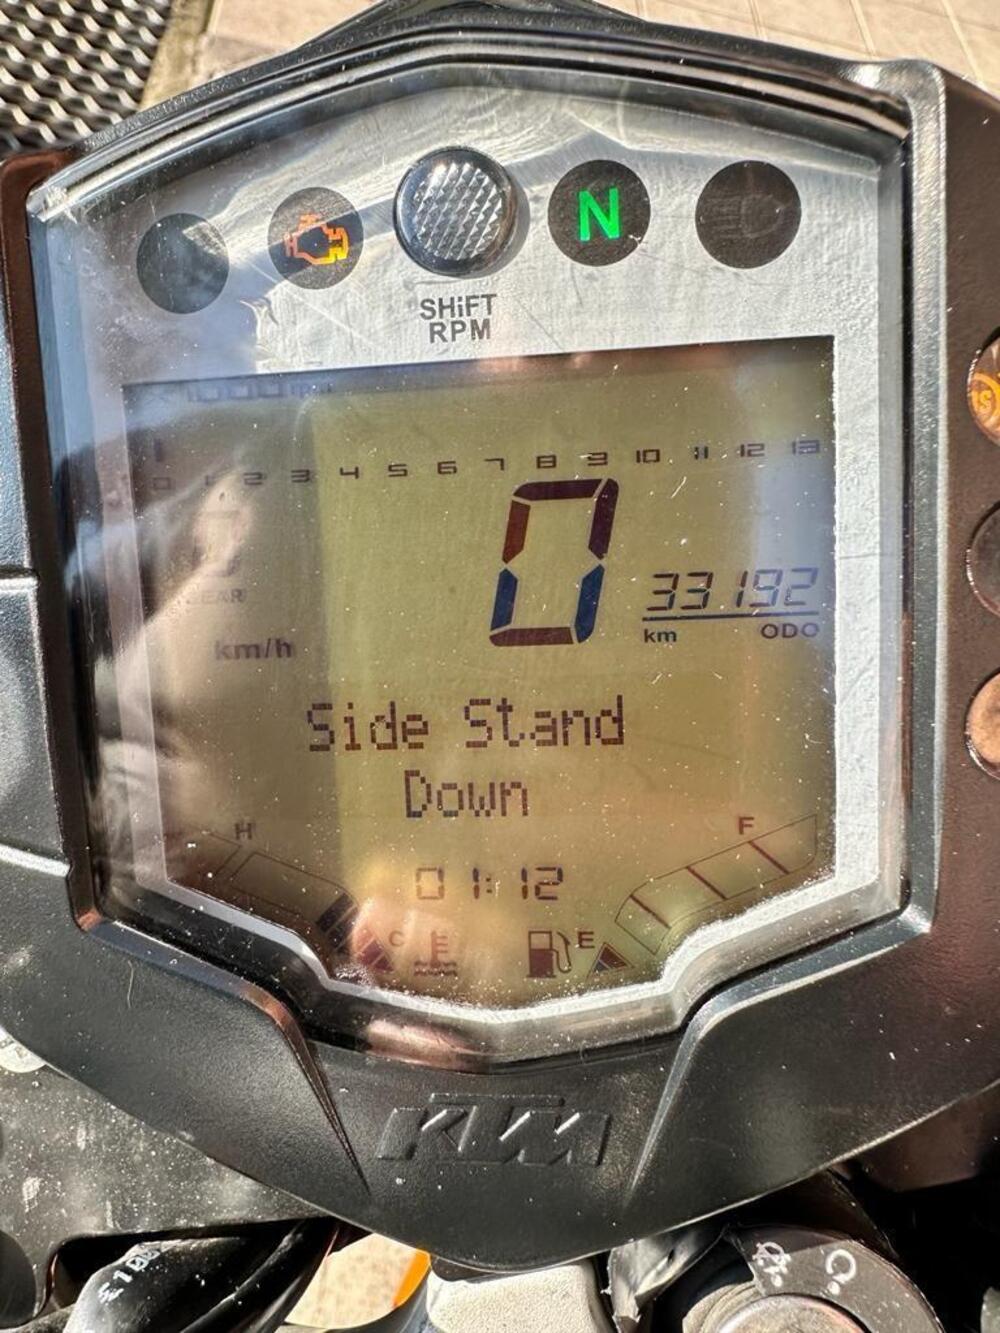 N
SHiFT
RPM
0 1 2 3 4 5 6 7 8 9 10 11 12 13
0
33192
km ODO
km/h
Side Stand
Down
H
F
01:12
C
E
KTM